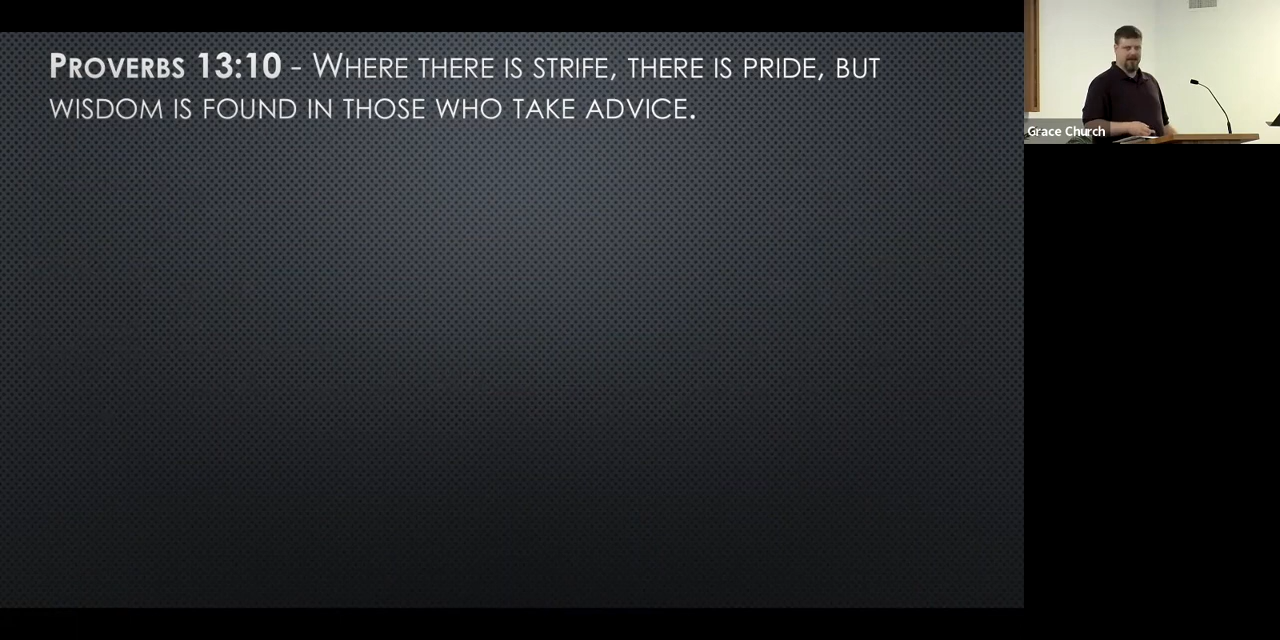 Proverbs 13:10 - Where there is strife, there is pride, but
wisdom is found in those who take advice.
Grace Church